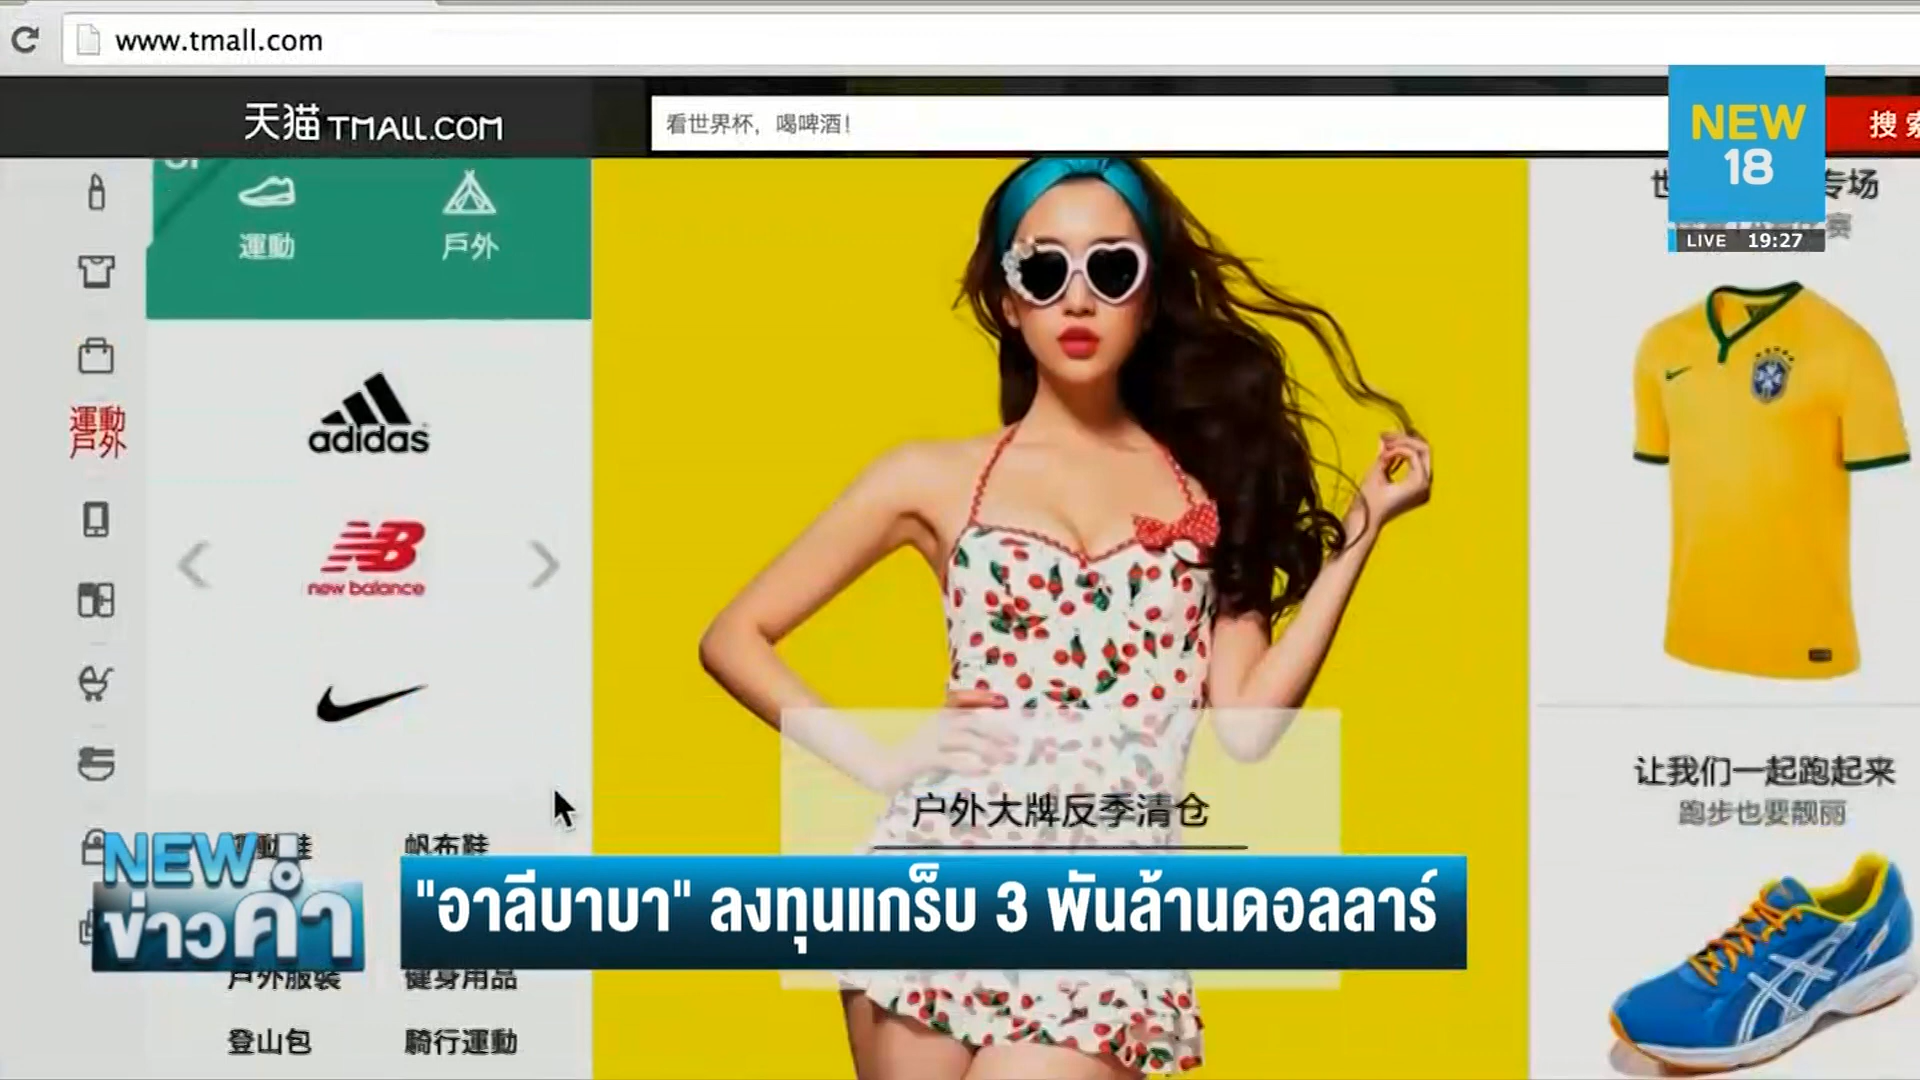 www.tmall.com
天猫 TMALL.COM
看世界杯，喝啤酒！
搜
NEW
18
LIVE 19:27
运動
戶外
運動
戶外
专场
赛
adidas
NB
new balance
让我们一起跑起来
跑步也要靓丽
户外大牌反季清仓
帆布鞋
NEW
ข่าวค่ำ
"อาลีบาบา" ลงทุนแกร็บ 3 พันล้านดอลลาร์
戶外服裝 健身用品
登山包 騎行運動